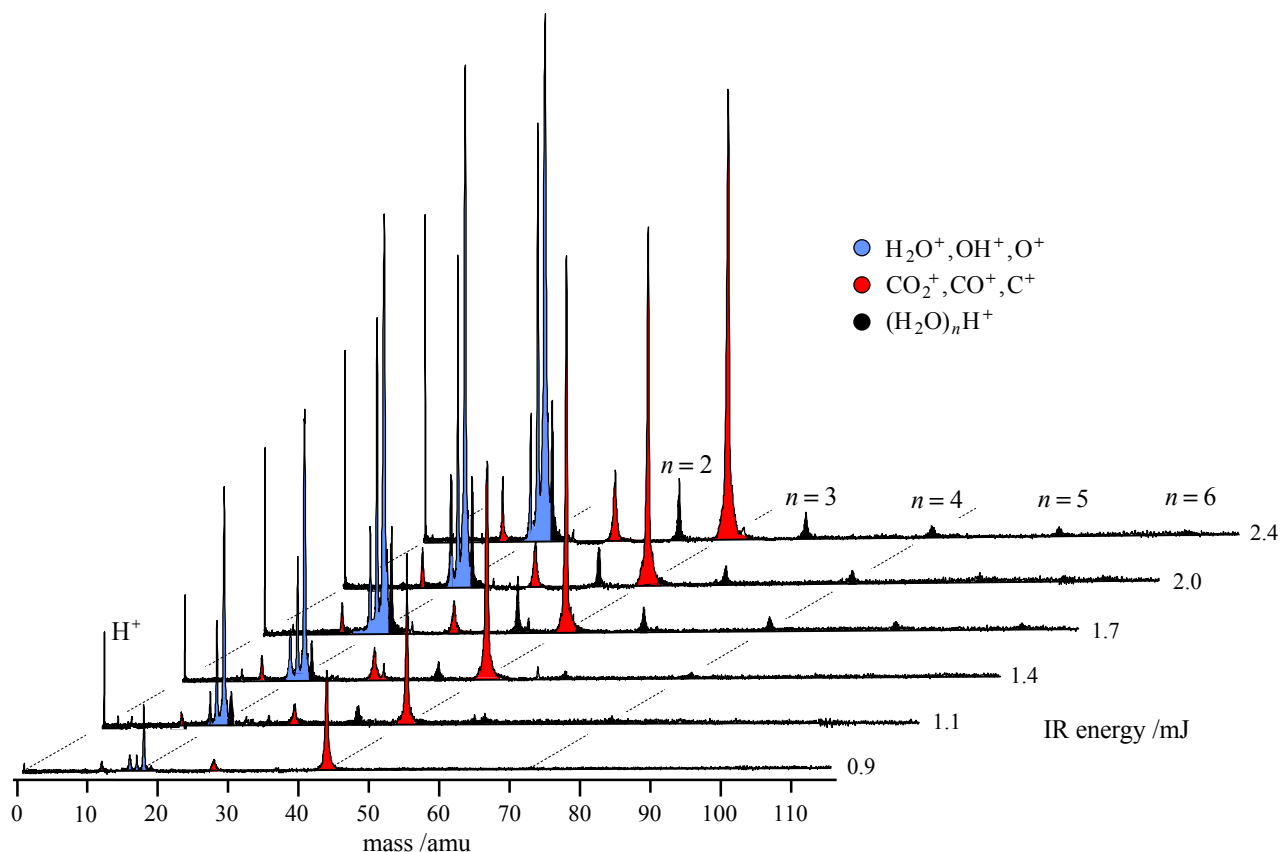 H₂O⁺,OH⁺,O⁺
CO₂⁺,CO⁺,C⁺
(H₂O)ₙH⁺
n = 2
n = 3
n = 4
n = 5
n = 6
2.4
2.0
1.7
H⁺
1.4
1.1
IR energy /mJ
0.9
0 10 20 30 40 50 60 70 80 90 100 110
mass /amu